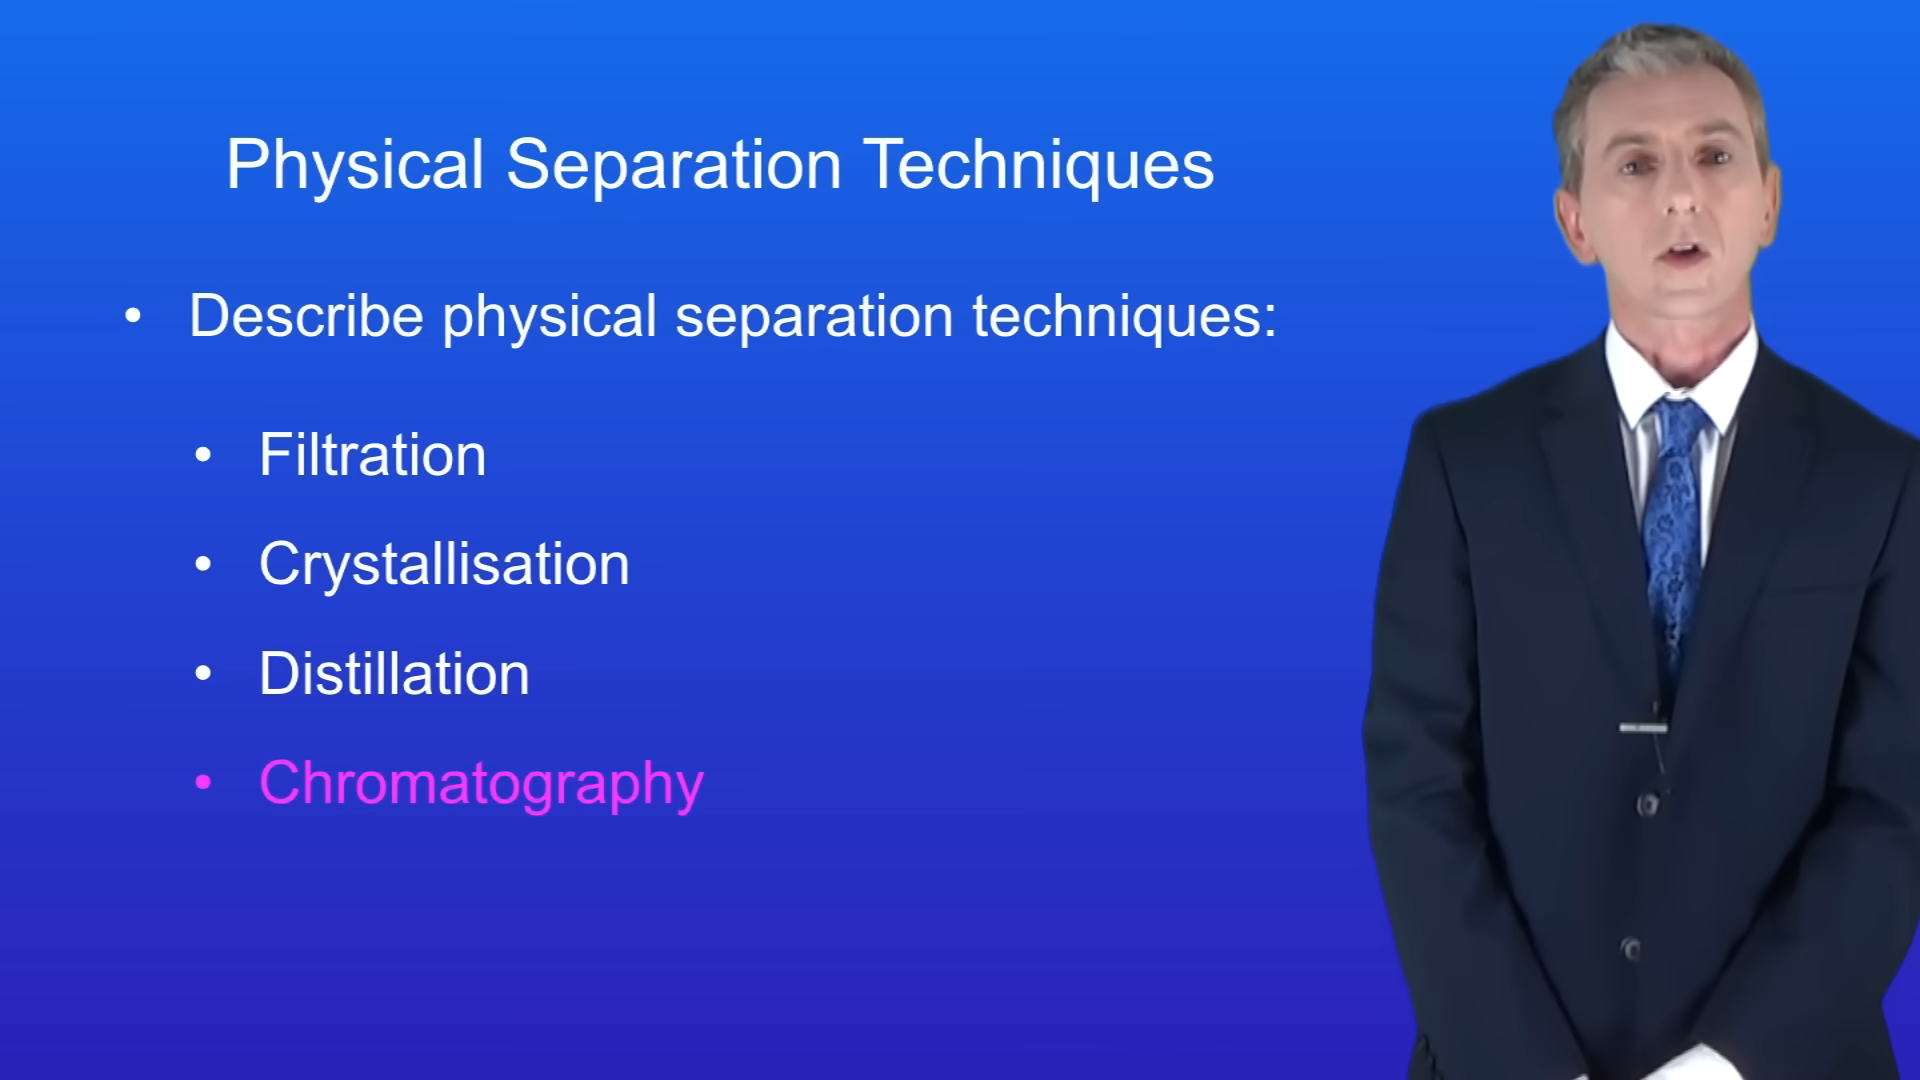 Physical Separation Techniques
• Describe physical separation techniques:
• Filtration
• Crystallisation
• Distillation
• Chromatography